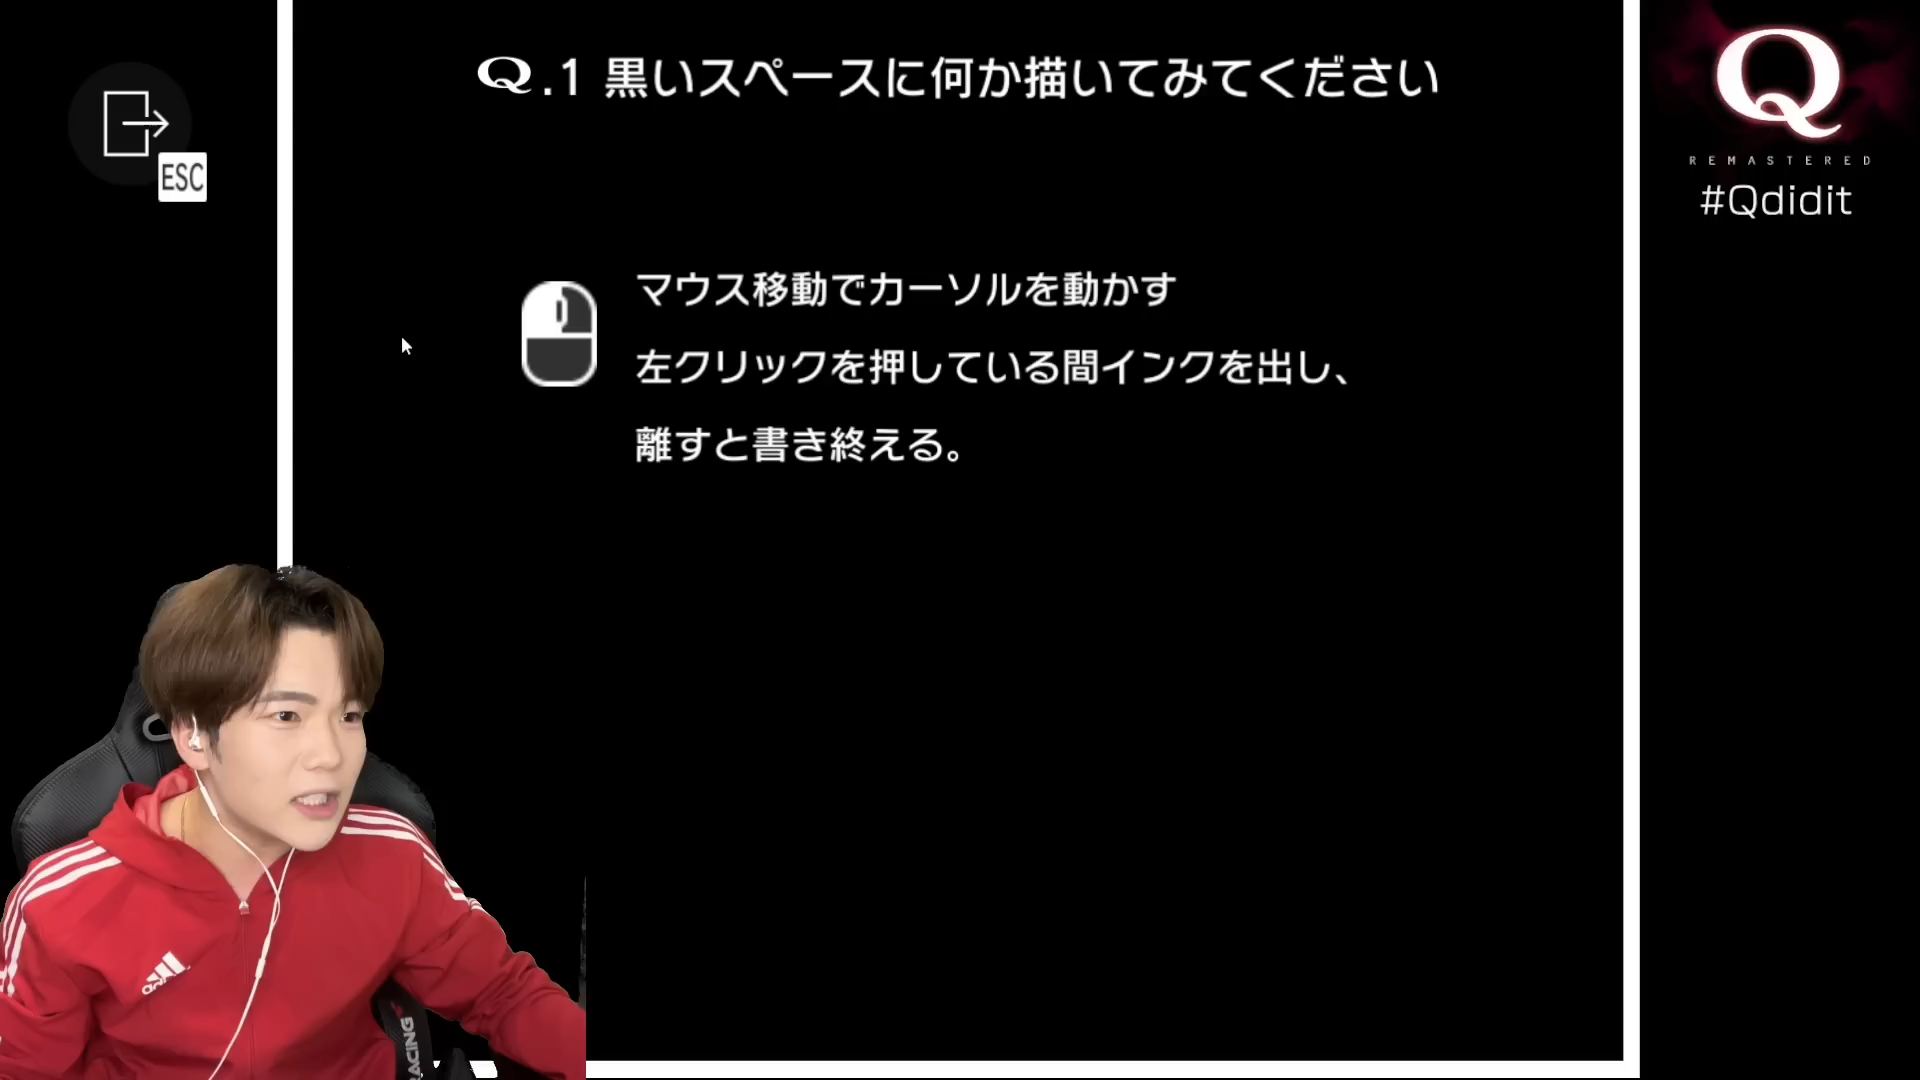 Q.1 黒いスペースに何か描いてみてください
ESC
Q
REMASTERED
#Qdidit
マウス移動でカーソルを動かす
左クリックを押している間インクを出し、
離すと書き終える。
adidas
RACING